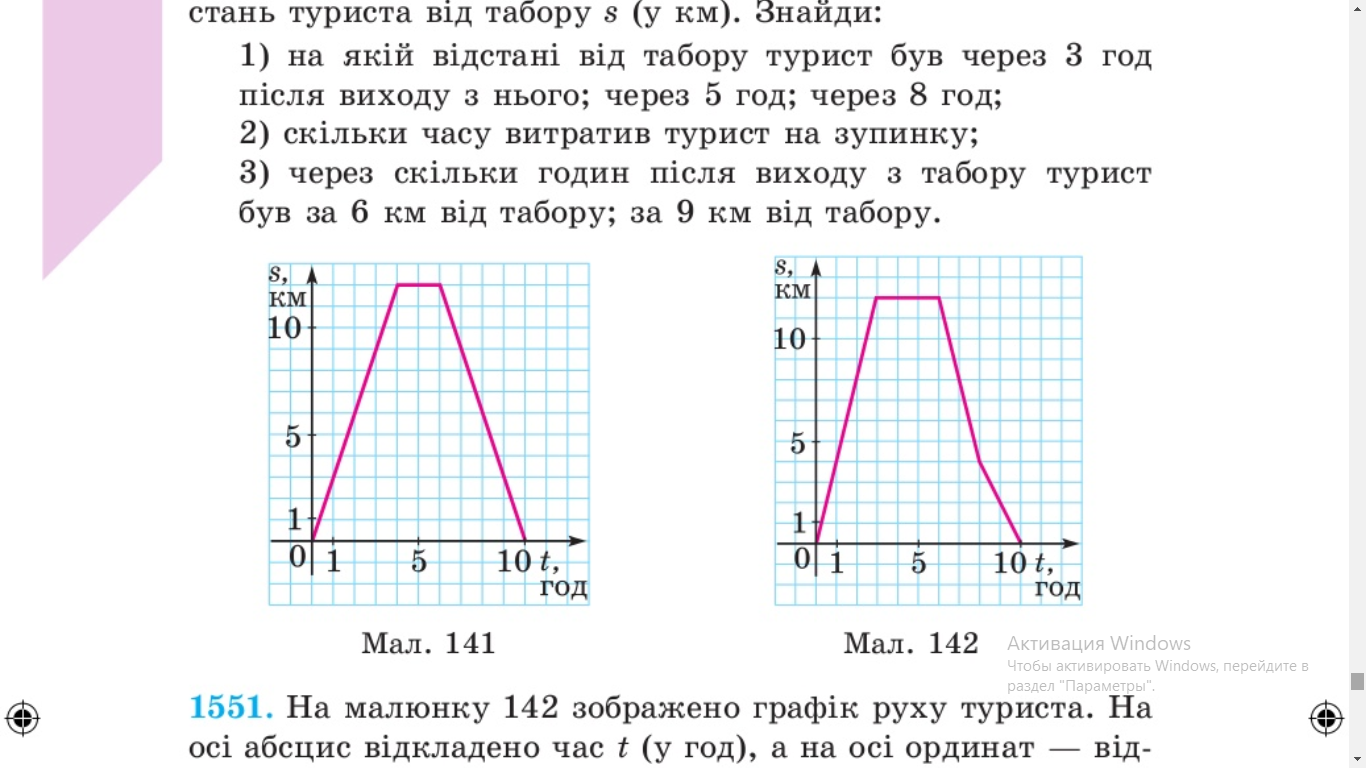 стань туриста від табору s (у км). Знайди:
1) на якій відстані від табору турист був через 3 год
після виходу з нього; через 5 год; через 8 год;
2) скільки часу витратив турист на зупинку;
3) через скільки годин після виходу з табору турист
був за 6 км від табору; за 9 км від табору.
s,
км
10
5
1
0 1 5 10 t,
год
Мал. 141
s,
км
10
5
1
0 1 5 10 t,
год
Мал. 142
Активация Windows
Чтобы активировать Windows, перейдите в
раздел "Параметры".
1551. На малюнку 142 зображено графік руху туриста. На
осі абсцис відкладено час t (у год), а на осі ординат — від-